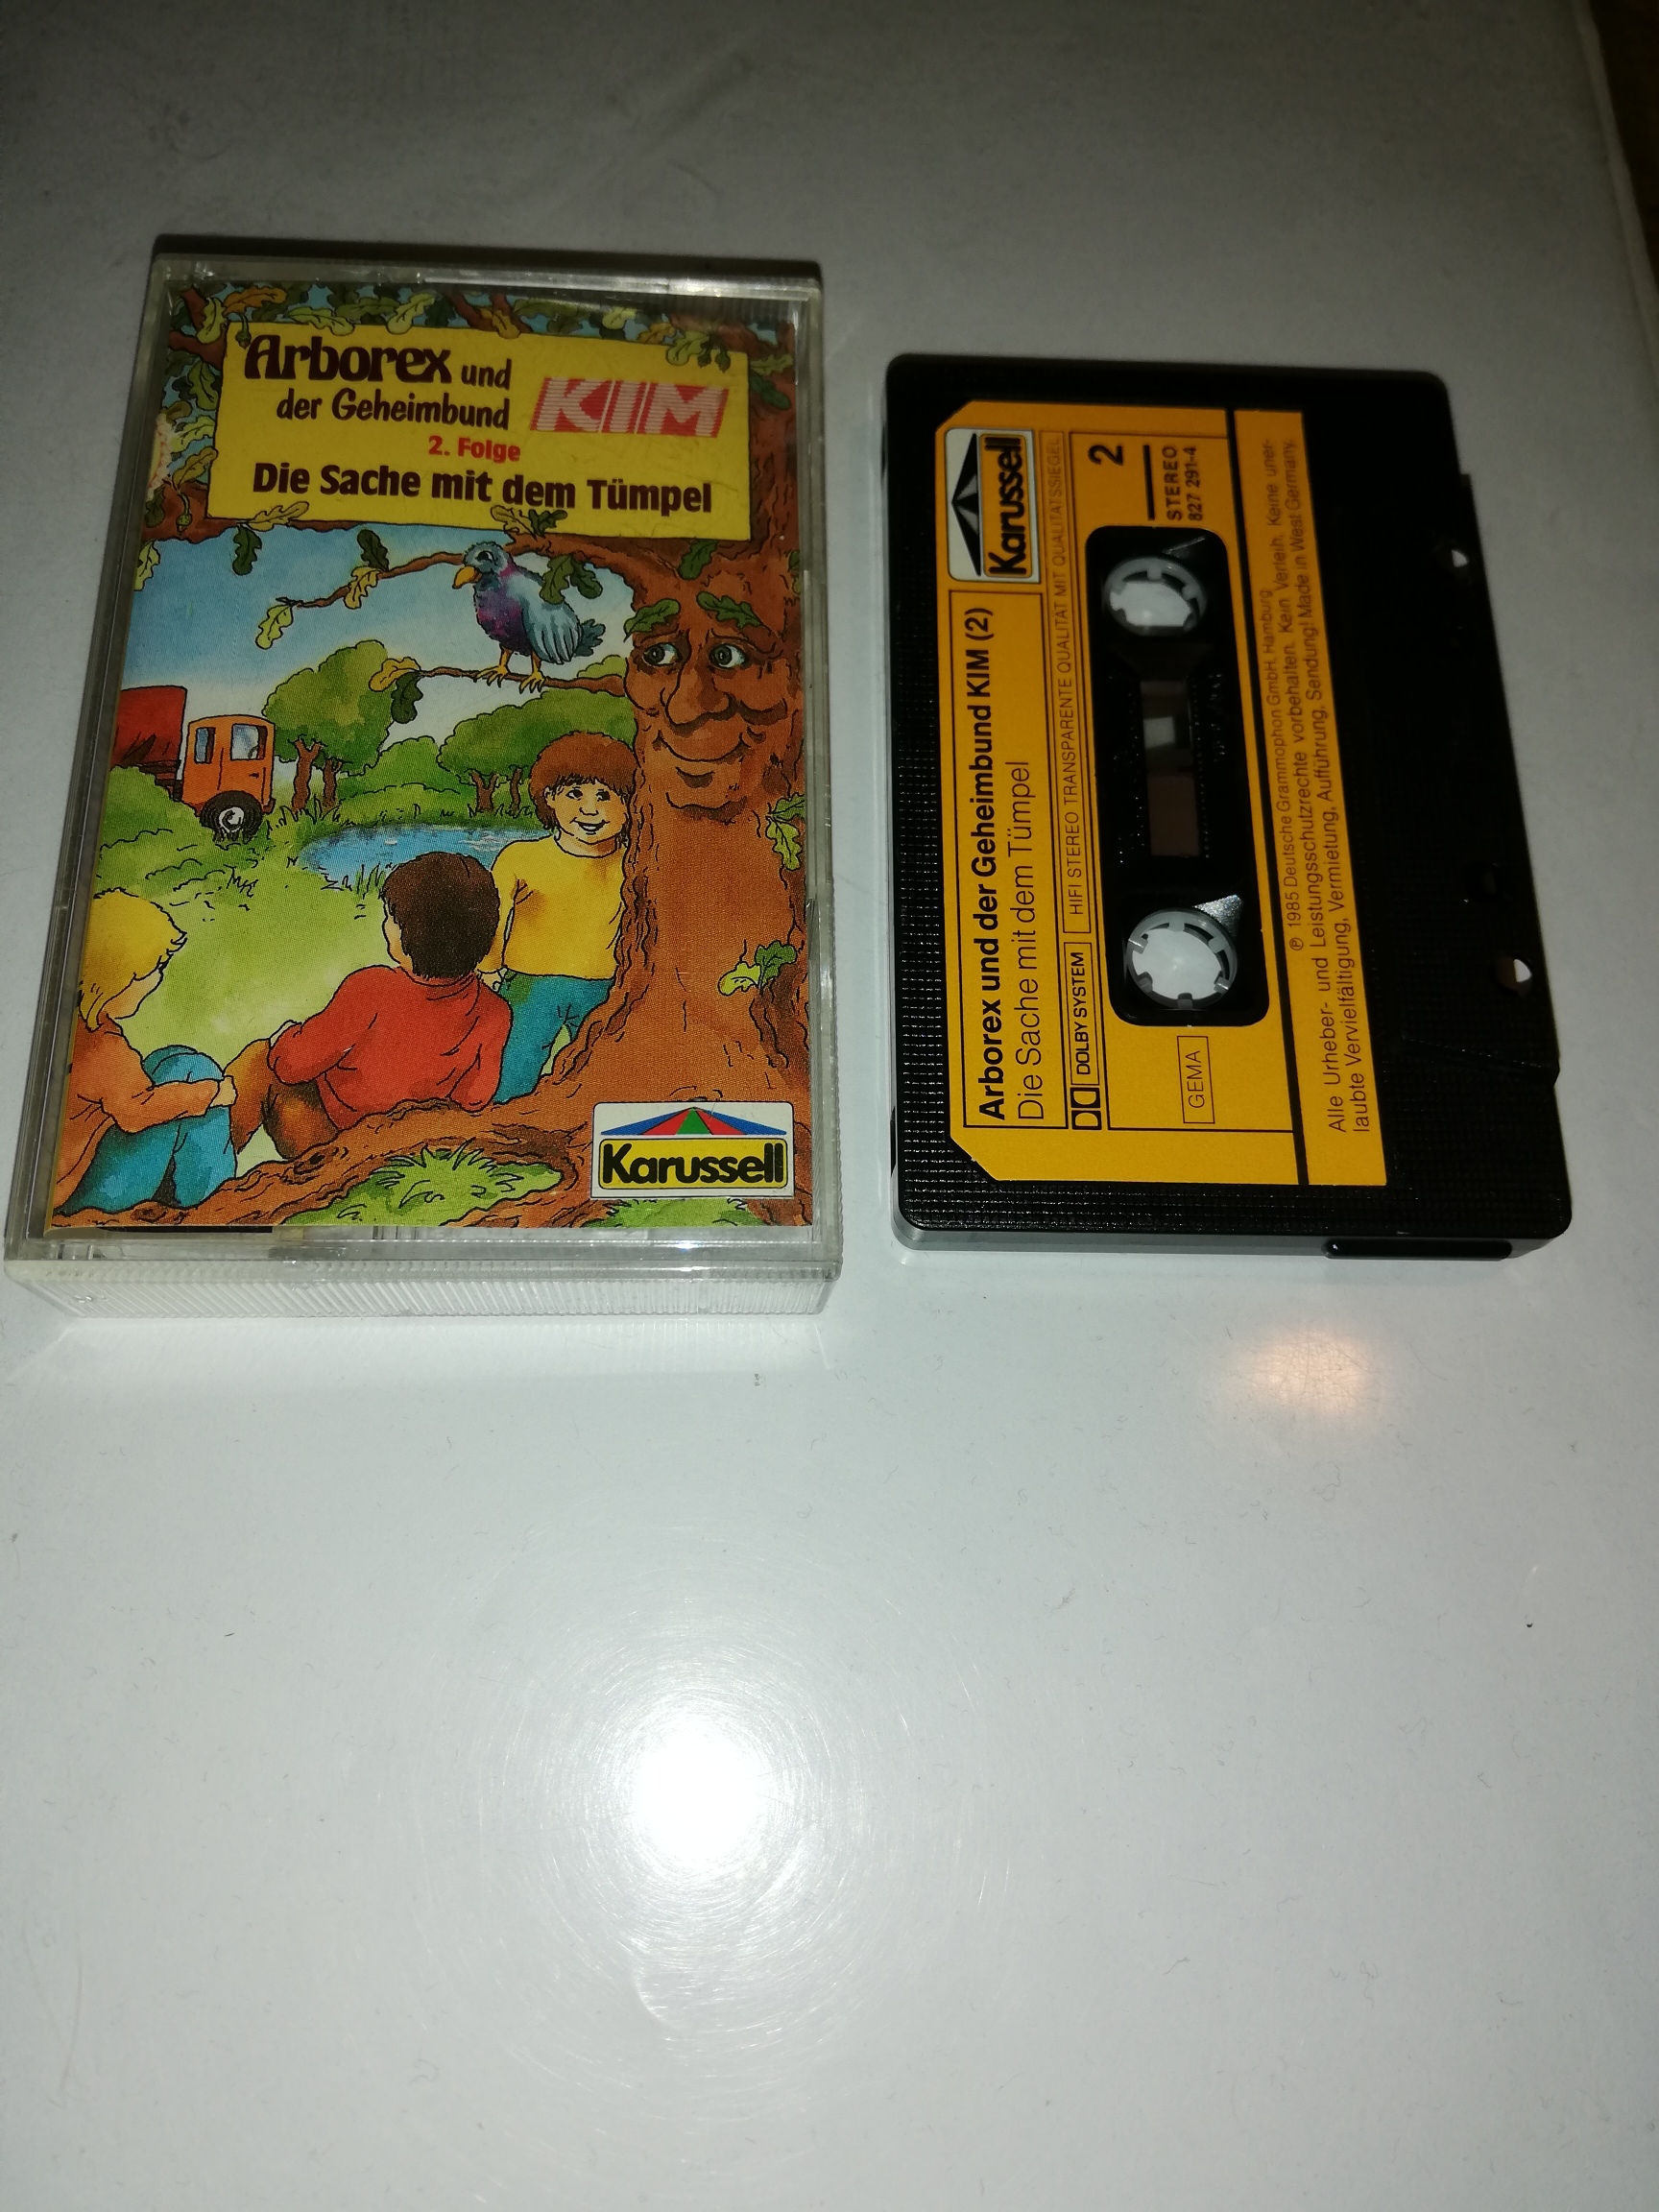 Arborex und
der Geheimbund KIM
2. Folge
Die Sache mit dem Tümpel
Karussell
Karussell
Arborex und der Geheimbund KIM (2)
Die Sache mit dem Tümpel
DOLBY SYSTEM HIFI STEREO TRANSPARENTE QUALITÄT MIT QUALITÄTSSIEGEL
2
STEREO
827 291-4
GEMA
℗ 1985 Deutsche Grammophon GmbH, Hamburg
Alle Urheber- und Leistungsschutzrechte vorbehalten. Kein Verleih. Keine uner-
laubte Vervielfältigung, Vermietung, Aufführung, Sendung! Made in West Germany